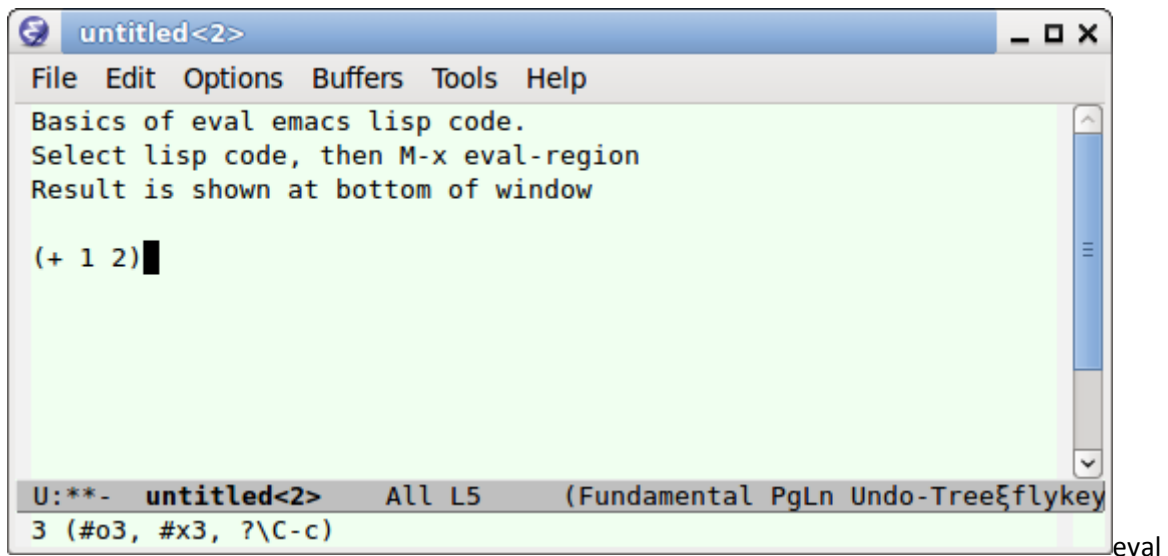 untitled<2>
File Edit Options Buffers Tools Help
Basics of eval emacs lisp code.
Select lisp code, then M-x eval-region
Result is shown at bottom of window
(+ 1 2)
U:**- untitled<2> All L5 (Fundamental PgLn Undo-Treeξflykey
3 (#o3, #x3, ?\C-c)
eval